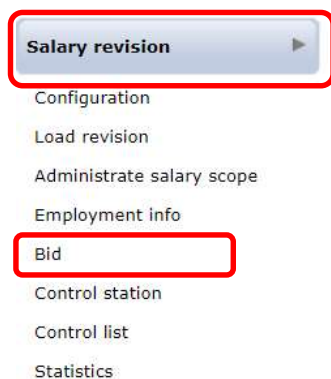 Salary revision
Configuration
Load revision
Administrate salary scope
Employment info
Bid
Control station
Control list
Statistics